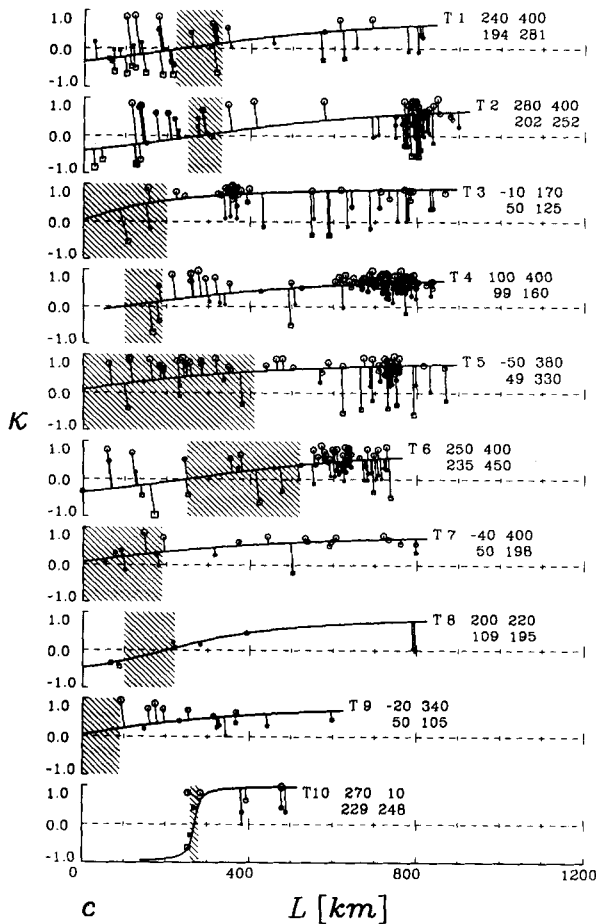 1.0 T 1 240 400
0.0 194 281
-1.0
1.0 T 2 280 400
0.0 202 252
-1.0
1.0 T 3 -10 170
0.0 50 125
-1.0
1.0 T 4 100 400
0.0 99 160
-1.0
1.0 T 5 -50 380
0.0 49 330
κ
-1.0
1.0 T 6 250 400
0.0 235 450
-1.0
1.0 T 7 -40 400
0.0 50 198
-1.0
1.0 T 8 200 220
0.0 109 195
-1.0
1.0 T 9 -20 340
0.0 50 105
-1.0
1.0 T10 270 10
0.0 229 248
-1.0
0 400 800 1200
c L [km]